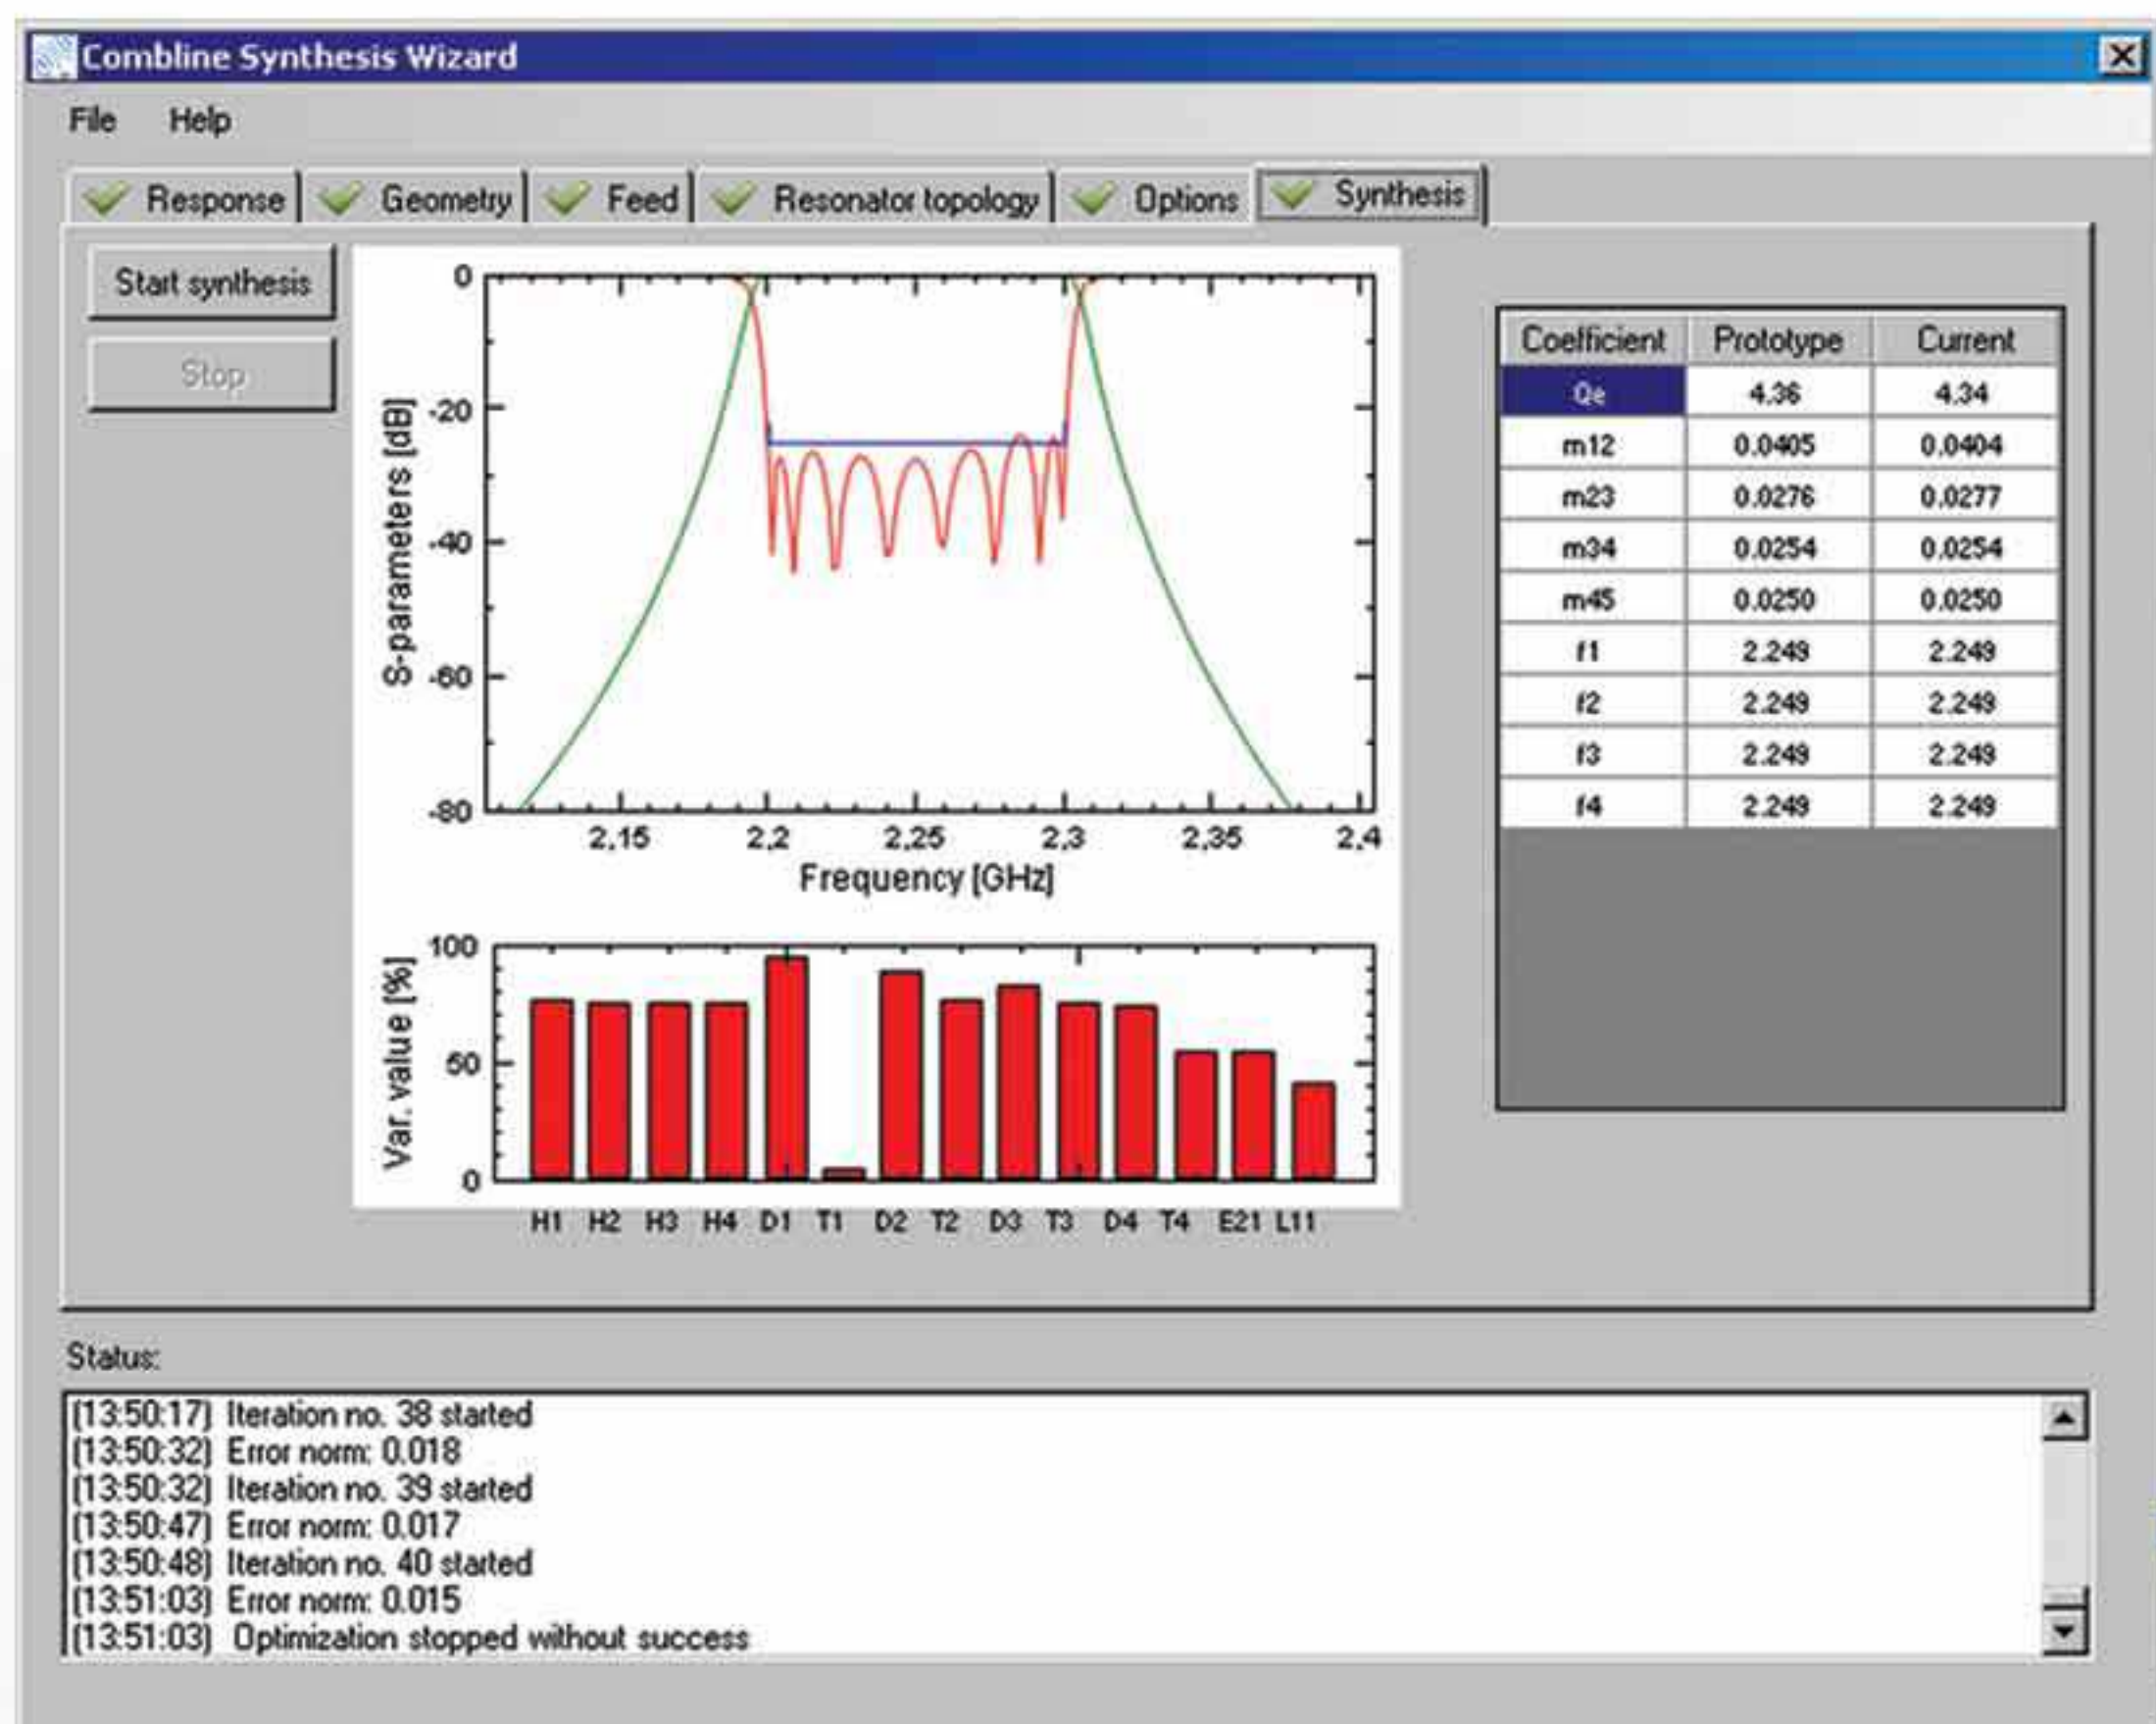 Combline Synthesis Wizard
File Help
Response Geometry Feed Resonator topology Options Synthesis
Start synthesis
Stop
S-parameters [dB]
0
-20
-40
-60
-80
2,15 2,2 2,25 2,3 2,35 2,4
Frequency [GHz]
Var. value [%]
100
50
0
H1 H2 H3 H4 D1 T1 D2 T2 D3 T3 D4 T4 E21 L11
Coefficient Prototype Current
Qe 4.36 4.34
m12 0.0405 0.0404
m23 0.0276 0.0277
m34 0.0254 0.0254
m45 0.0250 0.0250
f1 2.249 2.249
f2 2.249 2.249
f3 2.249 2.249
f4 2.249 2.249
Status:
[13:50:17] Iteration no. 38 started
[13:50:32] Error norm: 0.018
[13:50:32] Iteration no. 39 started
[13:50:47] Error norm: 0.017
[13:50:48] Iteration no. 40 started
[13:51:03] Error norm: 0.015
[13:51:03] Optimization stopped without success